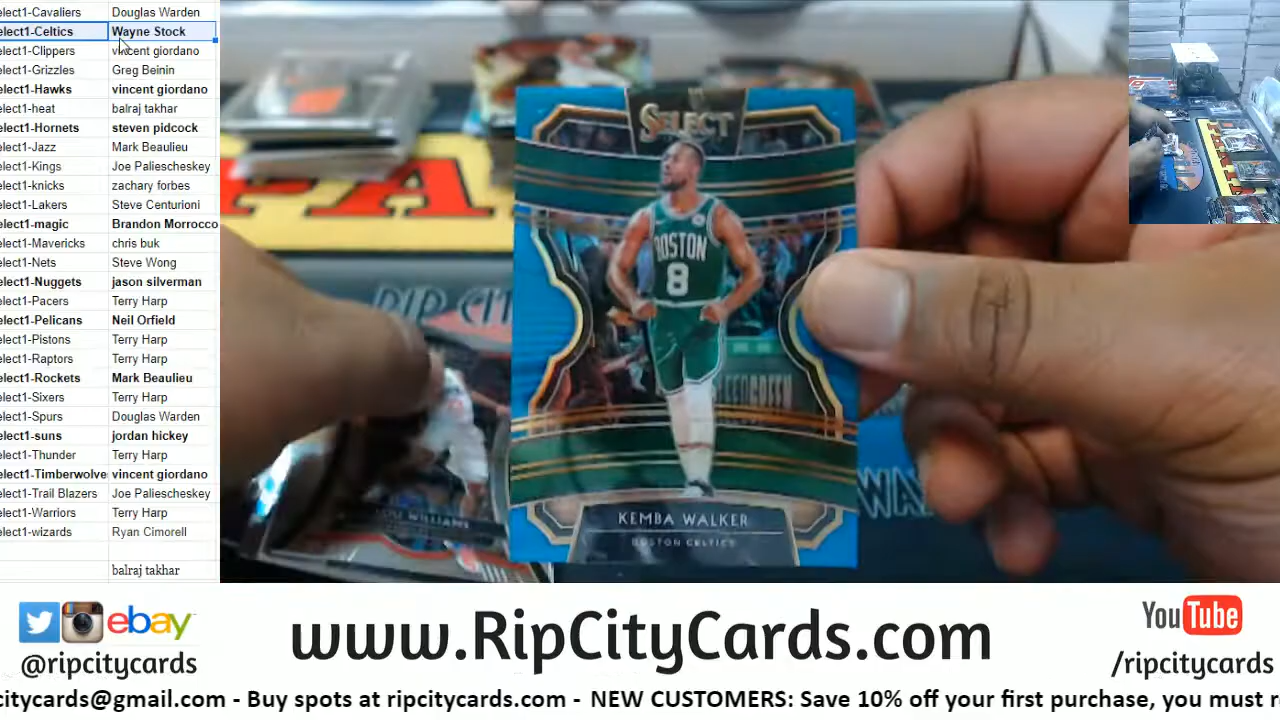 elect1-Cavaliers Douglas Warden
elect1-Celtics Wayne Stock
elect1-Clippers vincent giordano
elect1-Grizzles Greg Beinin
elect1-Hawks vincent giordano
elect1-heat balraj takhar
elect1-Hornets steven pidcock
elect1-Jazz Mark Beaulieu
elect1-Kings Joe Paliescheskey
elect1-knicks zachary forbes
elect1-Lakers Steve Centurioni
elect1-magic Brandon Morrocco
elect1-Mavericks chris buk
elect1-Nets Steve Wong
elect1-Nuggets jason silverman
elect1-Pacers Terry Harp
elect1-Pelicans Neil Orfield
elect1-Pistons Terry Harp
elect1-Raptors Terry Harp
elect1-Rockets Mark Beaulieu
elect1-Sixers Terry Harp
elect1-Spurs Douglas Warden
elect1-suns jordan hickey
elect1-Thunder Terry Harp
elect1-Timberwolve vincent giordano
elect1-Trail Blazers Joe Paliescheskey
elect1-Warriors Terry Harp
elect1-wizards Ryan Cimorell
balraj takhar
SELECT
BOSTON
8
KEMBA WALKER
BOSTON CELTICS
RIP CIT
LOU WILLIAMS
ebay
@ripcitycards
www.RipCityCards.com
YouTube
/ripcitycards
citycards@gmail.com - Buy spots at ripcitycards.com - NEW CUSTOMERS: Save 10% off your first purchase, you must r